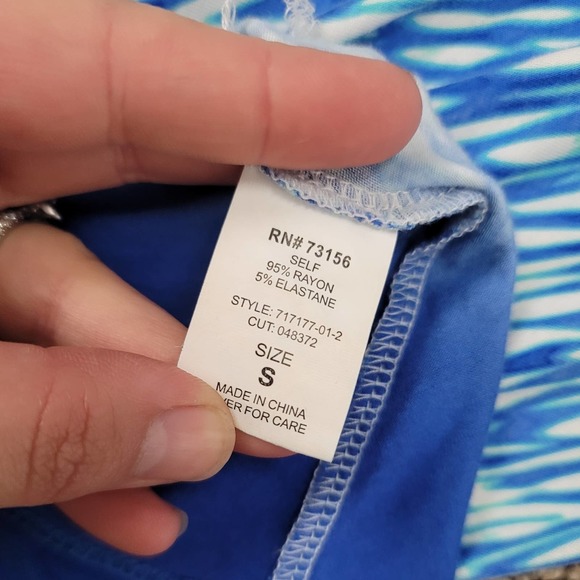 RN# 73156
SELF
95% RAYON
5% ELASTANE
STYLE: 717177-01-2
CUT: 048372
SIZE
S
MADE IN CHINA
FOR CARE